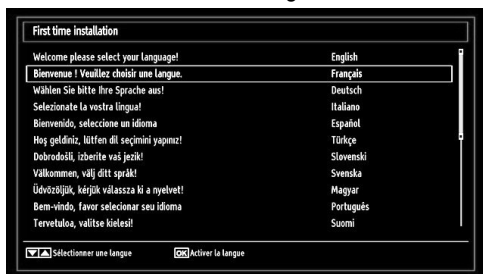 First time installation
Welcome please select your language! English
Bienvenue ! Veuillez choisir une langue. Français
Wählen Sie bitte Ihre Sprache aus! Deutsch
Selezionate la vostra lingua! Italiano
Bienvenido, seleccione un idioma Español
Hoş geldiniz, lütfen dil seçimini yapınız! Türkçe
Dobrodošli, izberite vaš jezik! Slovenski
Välkommen, välj ditt språk! Svenska
Üdvözöljük, kérjük válassza ki a nyelvet! Magyar
Bem-vindo, favor selecionar seu idioma Português
Tervetuloa, valitse kielesi! Suomi
Sélectionner une langue OK Activer la langue